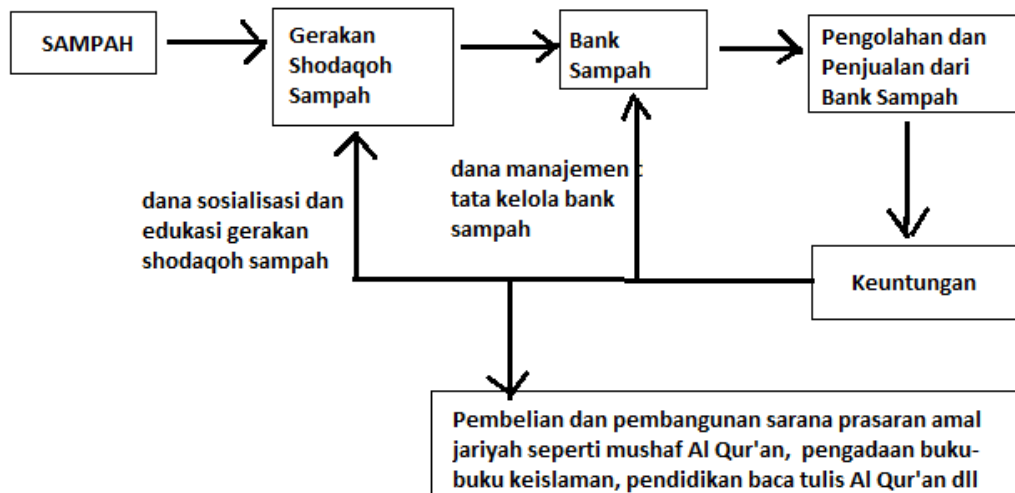 SAMPAH
Gerakan
Shodaqoh
Sampah
Bank
Sampah
Pengolahan dan
Penjualan dari
Bank Sampah
dana sosialisasi dan
edukasi gerakan
shodaqoh sampah
dana manajemen
tata kelola bank
sampah
Keuntungan
Pembelian dan pembangunan sarana prasaran amal
jariyah seperti mushaf Al Qur'an, pengadaan buku-
buku keislaman, pendidikan baca tulis Al Qur'an dll